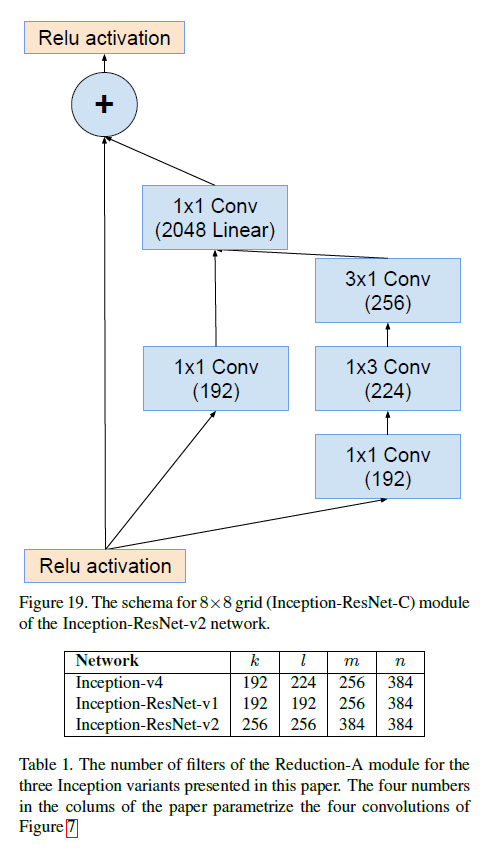 Relu activation
+
1x1 Conv
(2048 Linear)
3x1 Conv
(256)
1x1 Conv
(192)
1x3 Conv
(224)
1x1 Conv
(192)
Relu activation
Figure 19. The schema for 8×8 grid (Inception-ResNet-C) module
of the Inception-ResNet-v2 network.
Network k l m n
Inception-v4 192 224 256 384
Inception-ResNet-v1 192 192 256 384
Inception-ResNet-v2 256 256 384 384
Table 1. The number of filters of the Reduction-A module for the
three Inception variants presented in this paper. The four numbers
in the colums of the paper parametrize the four convolutions of
Figure 7